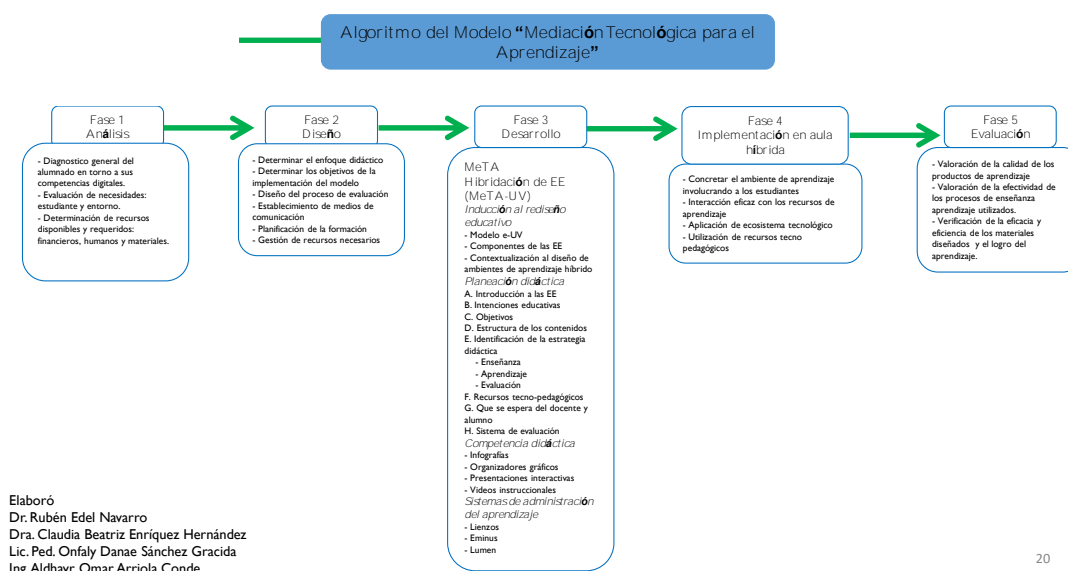 Algoritmo del Modelo “Mediación Tecnológica para el
Aprendizaje”
Fase 1
Análisis
- Diagnostico general del
alumnado en torno a sus
competencias digitales.
- Evaluación de necesidades:
estudiante y entorno.
- Determinación de recursos
disponibles y requeridos:
financieros, humanos y materiales.
Fase 2
Diseño
- Determinar el enfoque didáctico
- Determinar los objetivos de la
implementación del modelo
- Diseño del proceso de evaluación
- Establecimiento de medios de
comunicación
- Planificación de la formación
- Gestión de recursos necesarios
Fase 3
Desarrollo
MeTA
Hibridación de EE
(MeTA-UV)
Inducción al rediseño
educativo
- Modelo e-UV
- Componentes de las EE
- Contextualización al diseño de
ambientes de aprendizaje híbrido
Planeación didáctica
A. Introducción a las EE
B. Intenciones educativas
C. Objetivos
D. Estructura de los contenidos
E. Identificación de la estrategia
didáctica
- Enseñanza
- Aprendizaje
- Evaluación
F. Recursos tecno-pedagógicos
G. Que se espera del docente y
alumno
H. Sistema de evaluación
Competencia didáctica
- Infografías
- Organizadores gráficos
- Presentaciones interactivas
- Videos instruccionales
Sistemas de administración
del aprendizaje
- Lienzos
- Eminus
- Lumen
Fase 4
Implementación en aula
híbrida
- Concretar el ambiente de aprendizaje
involucrando a los estudiantes
- Interacción eficaz con los recursos de
aprendizaje
- Aplicación de ecosistema tecnológico
- Utilización de recursos tecno
pedagógicos
Fase 5
Evaluación
- Valoración de la calidad de los
productos de aprendizaje
- Valoración de la efectividad de
los procesos de enseñanza
aprendizaje utilizados.
- Verificación de la eficacia y
eficiencia de los materiales
diseñados y el logro del
aprendizaje.
Elaboró
Dr. Rubén Edel Navarro
Dra. Claudia Beatriz Enríquez Hernández
Lic. Ped. Onfaly Danae Sánchez Gracida
Ing. Aldhayr Omar Arriola Conde
20